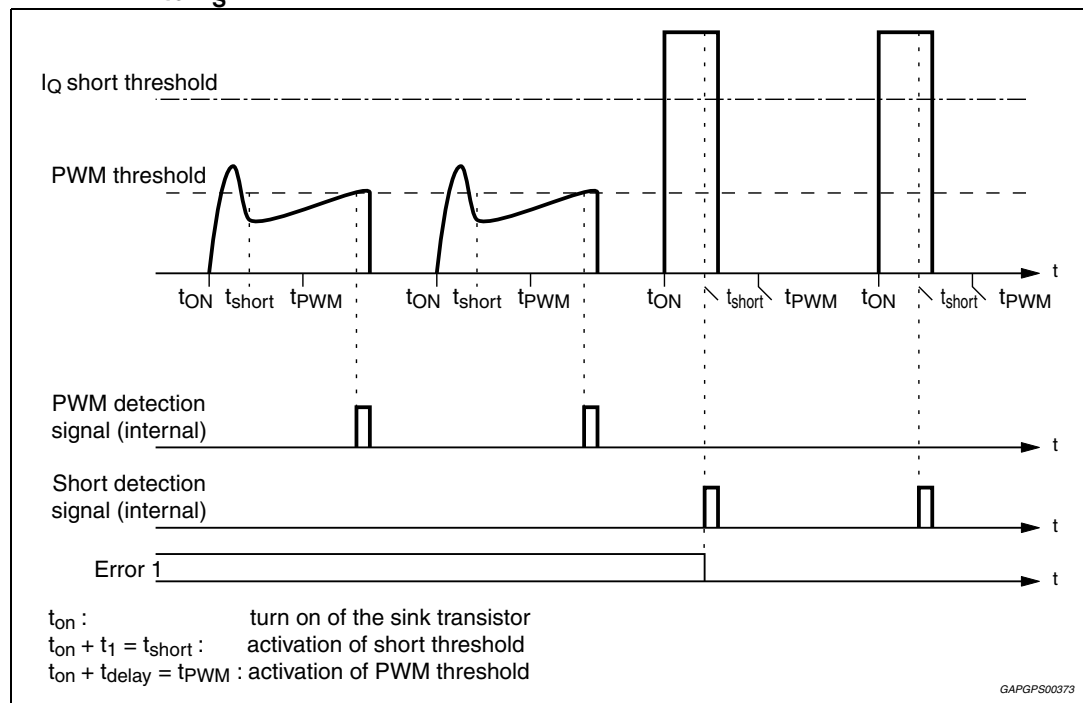 IQ short threshold
PWM threshold
t
tON tshort tPWM tON tshort tPWM tON tshort tPWM tON tshort tPWM
PWM detection
signal (internal)
t
Short detection
signal (internal)
t
Error 1
t
ton : turn on of the sink transistor
ton + t1 = tshort : activation of short threshold
ton + tdelay = tPWM : activation of PWM threshold
GAPGPS00373